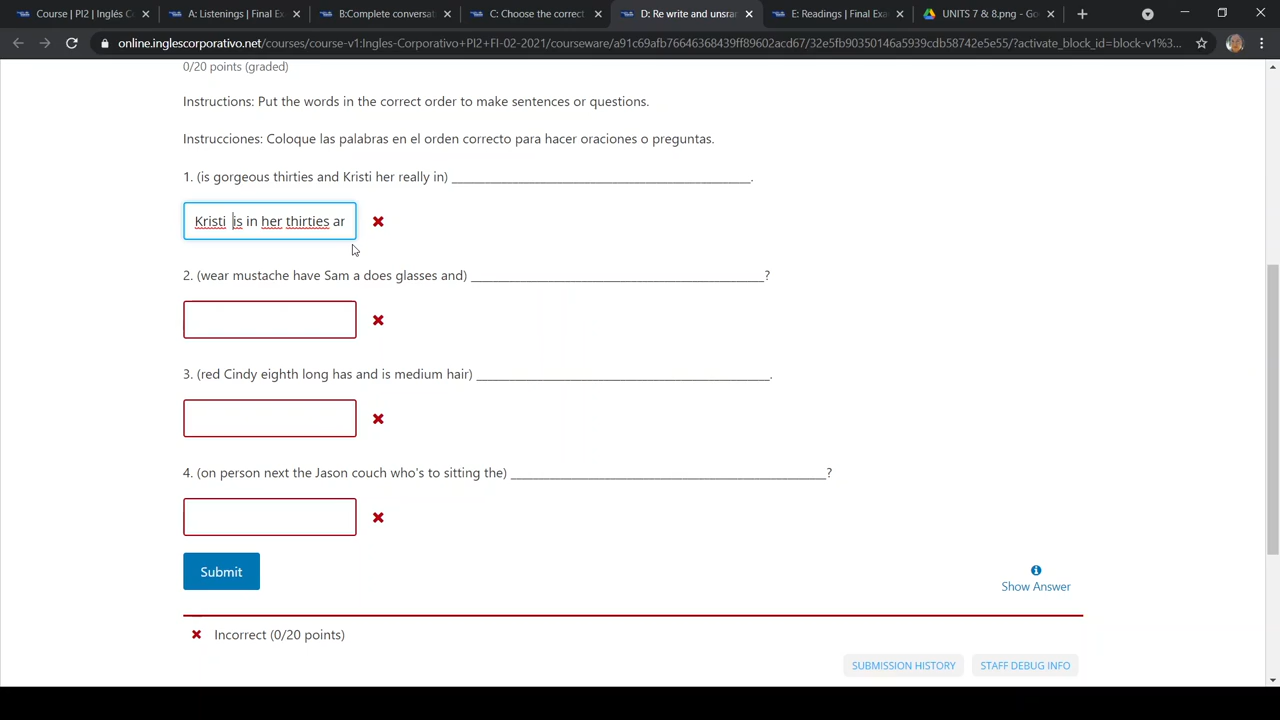 Course | PI2 | Inglés C
A: Listenings | Final Ex
B:Complete conversat
C: Choose the correct
D: Re write and unsra
E: Readings | Final Exa
UNITS 7 & 8.png - Goo
online.inglescorporativo.net/courses/course-v1:Ingles-Corporativo+PI2+FI-02-2021/courseware/a91c69afb76646368439ff89602acd67/32e5fb90350146a5939cdb58742e5e55/?activate_block_id=block-v1%3...
0/20 points (graded)
Instructions: Put the words in the correct order to make sentences or questions.
Instrucciones: Coloque las palabras en el orden correcto para hacer oraciones o preguntas.
1. (is gorgeous thirties and Kristi her really in) ______________________________________.
Kristi is in her thirties ar
2. (wear mustache have Sam a does glasses and) ______________________________________?
3. (red Cindy eighth long has and is medium hair) ______________________________________.
4. (on person next the Jason couch who's to sitting the) _________________________________________?
Submit
Show Answer
Incorrect (0/20 points)
SUBMISSION HISTORY
STAFF DEBUG INFO